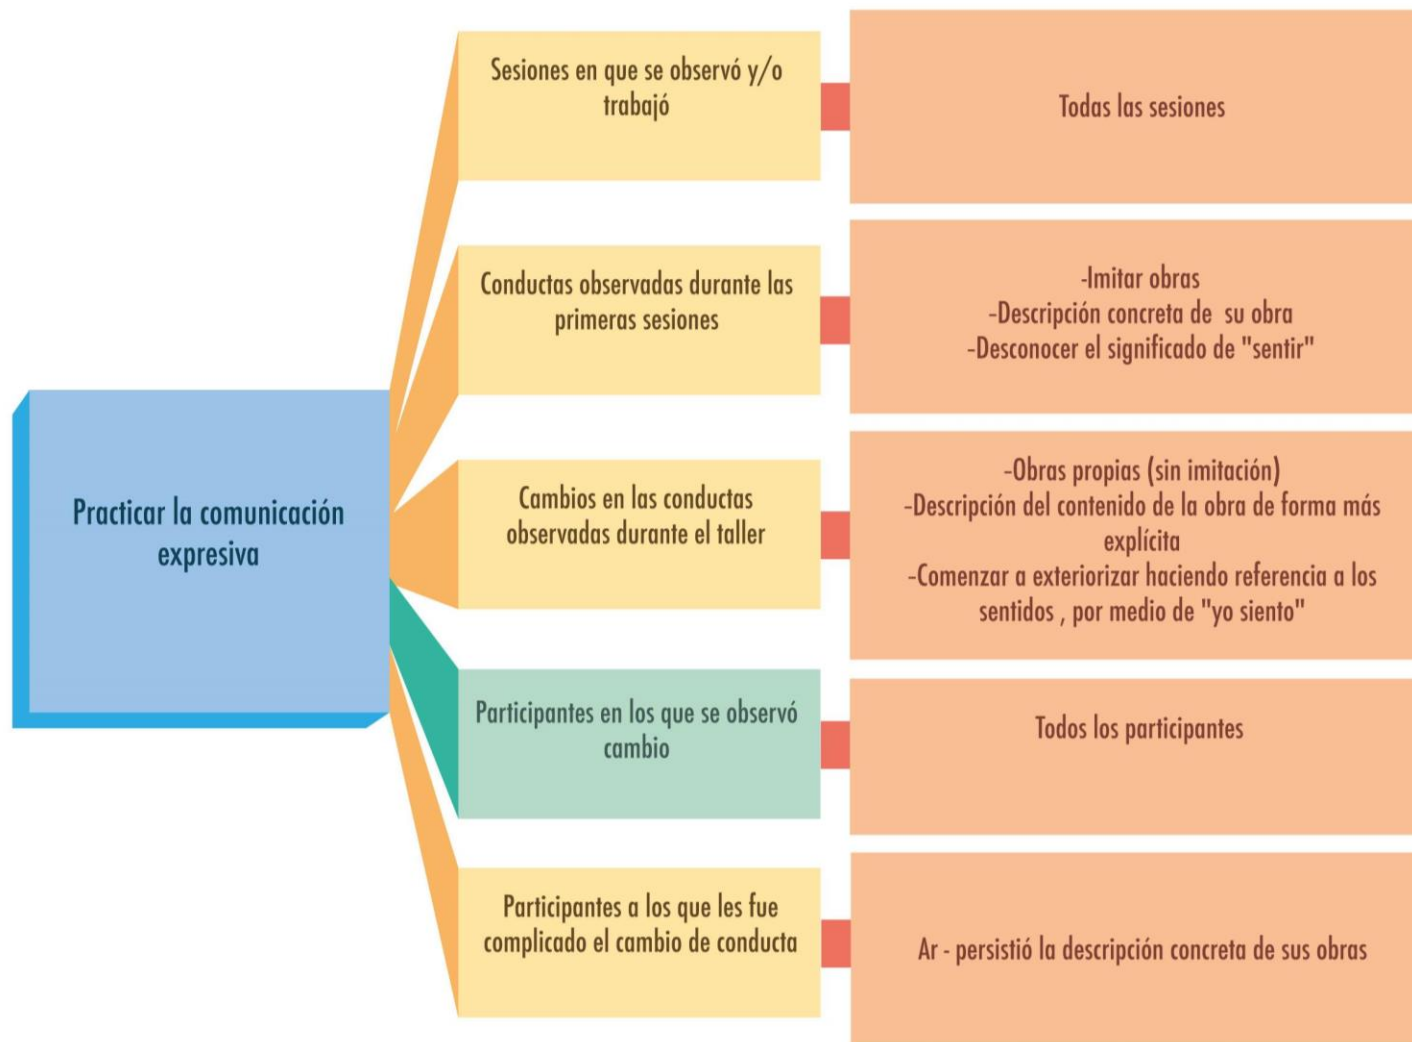 Practicar la comunicación
expresiva
Sesiones en que se observó y/o
trabajó
Todas las sesiones
Conductas observadas durante las
primeras sesiones
-Imitar obras
-Descripción concreta de su obra
-Desconocer el significado de "sentir"
Cambios en las conductas
observadas durante el taller
-Obras propias (sin imitación)
-Descripción del contenido de la obra de forma más
explícita
-Comenzar a exteriorizar haciendo referencia a los
sentidos , por medio de "yo siento"
Participantes en los que se observó
cambio
Todos los participantes
Participantes a los que les fue
complicado el cambio de conducta
Ar - persistió la descripción concreta de sus obras